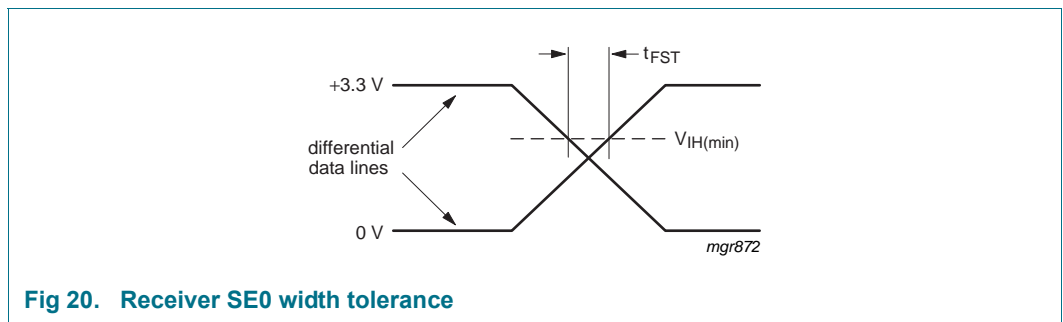 tFST
+3.3 V
VIH(min)
differential
data lines
0 V
mgr872
Fig 20. Receiver SE0 width tolerance